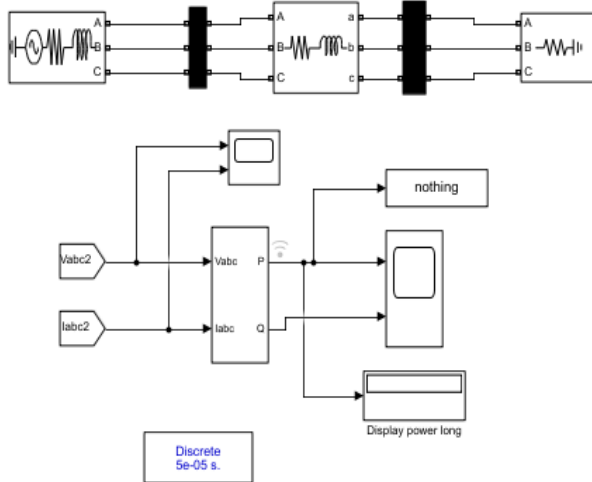 A A a A
B B b B
C C c C
nothing
Vabc2 Vabc P
Iabc2 Iabc Q
Display power long
Discrete
5e-05 s.